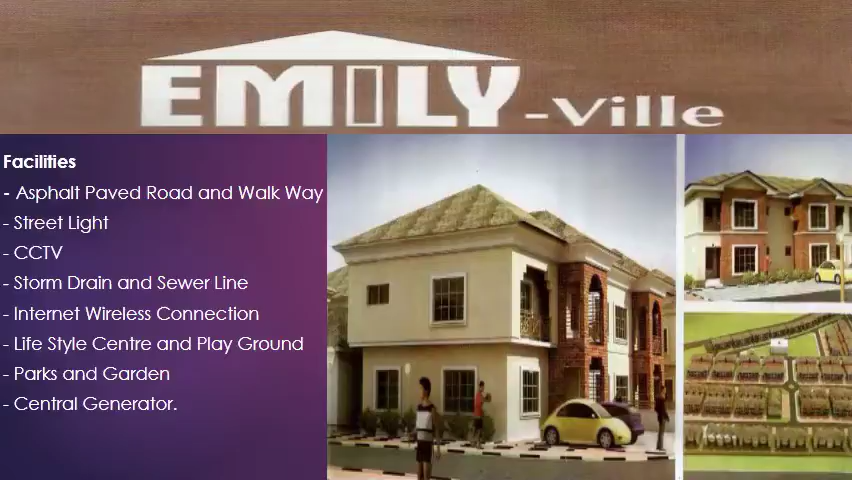 EMILY-Ville
Facilities
- Asphalt Paved Road and Walk Way
- Street Light
- CCTV
- Storm Drain and Sewer Line
- Internet Wireless Connection
- Life Style Centre and Play Ground
- Parks and Garden
- Central Generator.